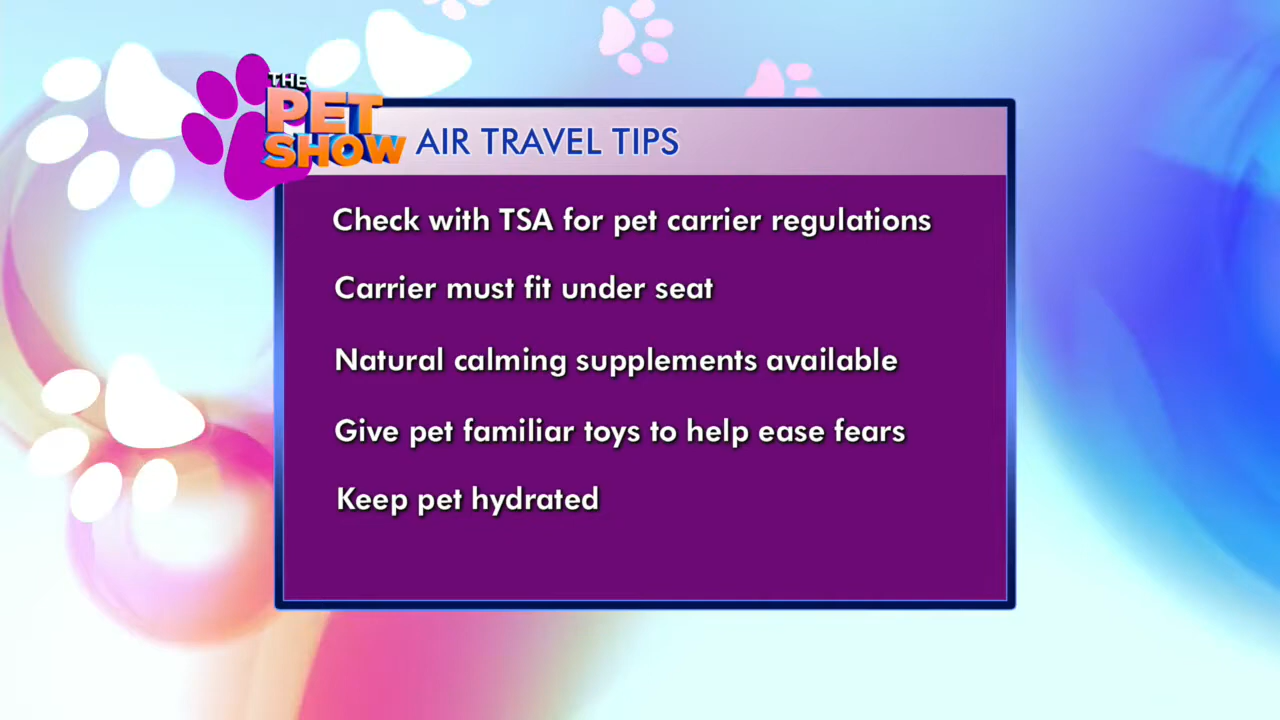 THE
PET
SHOW
AIR TRAVEL TIPS
Check with TSA for pet carrier regulations
Carrier must fit under seat
Natural calming supplements available
Give pet familiar toys to help ease fears
Keep pet hydrated